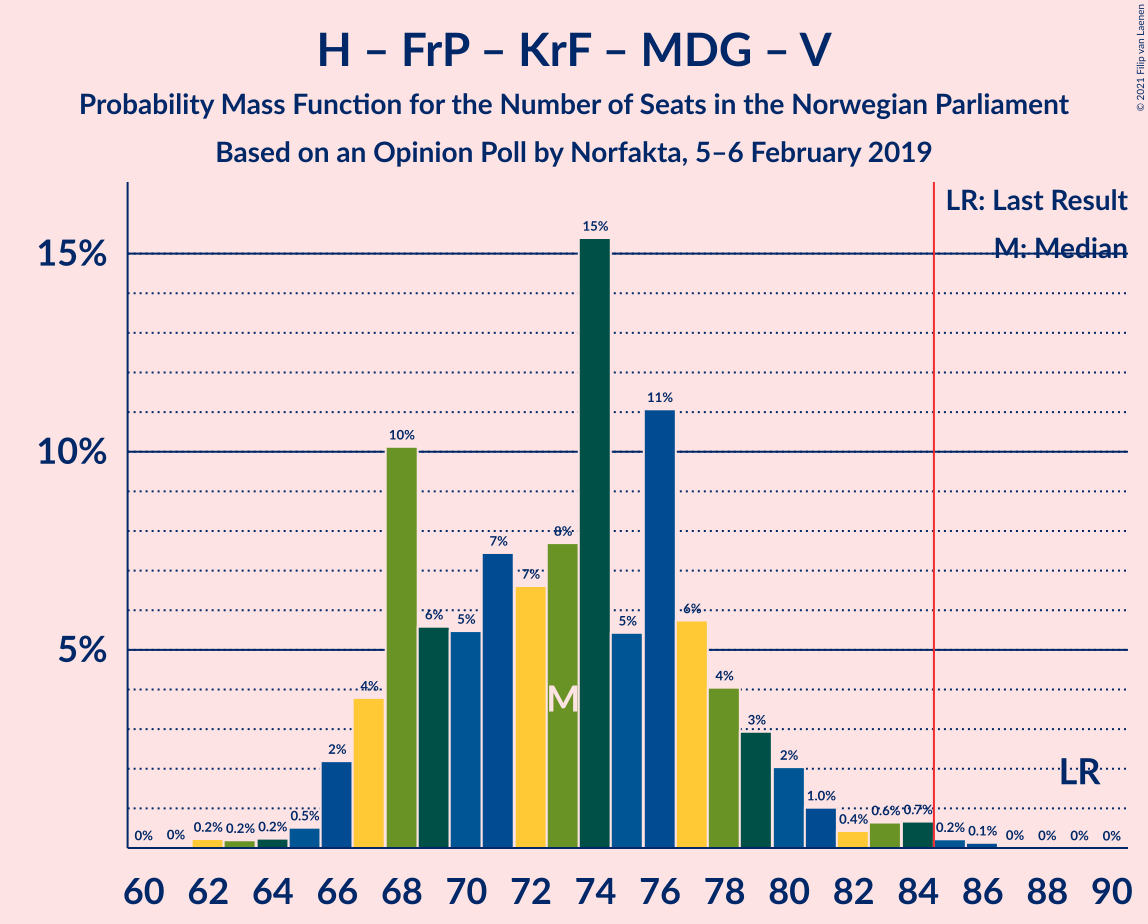 H – FrP – KrF – MDG – V
Probability Mass Function for the Number of Seats in the Norwegian Parliament
Based on an Opinion Poll by Norfakta, 5–6 February 2019
© 2021 Filip van Laenen
LR: Last Result
M: Median
15%
10%
5%
0% 0% 0.2% 0.2% 0.2% 0.5% 2% 4% 10% 6% 5% 7% 7% 8% 15% 5% 11% 6% 4% 3% 2% 1.0% 0.4% 0.6% 0.7% 0.2% 0.1% 0% 0% 0% 0%
M
LR
60 62 64 66 68 70 72 74 76 78 80 82 84 86 88 90